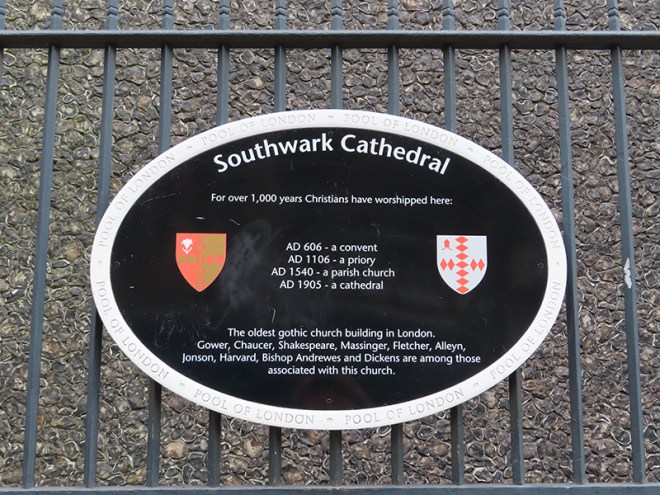 POOL OF LONDON POOL OF LONDON POOL OF LONDON POOL OF LONDON POOL OF LONDON POOL OF LONDON POOL OF LONDON POOL OF LONDON
Southwark Cathedral
For over 1,000 years Christians have worshipped here:
AD 606 - a convent
AD 1106 - a priory
AD 1540 - a parish church
AD 1905 - a cathedral
The oldest gothic church building in London.
Gower, Chaucer, Shakespeare, Massinger, Fletcher, Alleyn,
Jonson, Harvard, Bishop Andrewes and Dickens are among those
associated with this church.